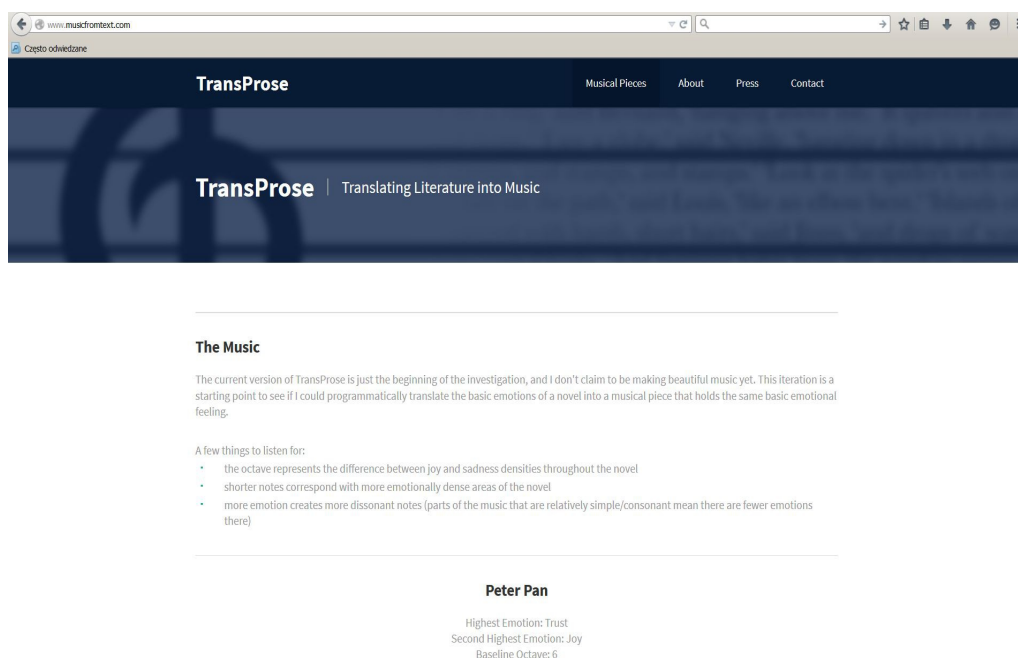 www.musicfromtext.com
Często odwiedzane
TransProse
Musical Pieces About Press Contact
TransProse | Translating Literature into Music
The Music
The current version of TransProse is just the beginning of the investigation, and I don't claim to be making beautiful music yet. This iteration is a
starting point to see if I could programmatically translate the basic emotions of a novel into a musical piece that holds the same basic emotional
feeling.
A few things to listen for:
the octave represents the difference between joy and sadness densities throughout the novel
shorter notes correspond with more emotionally dense areas of the novel
more emotion creates more dissonant notes (parts of the music that are relatively simple/consonant mean there are fewer emotions
there)
Peter Pan
Highest Emotion: Trust
Second Highest Emotion: Joy
Baseline Octave: 6